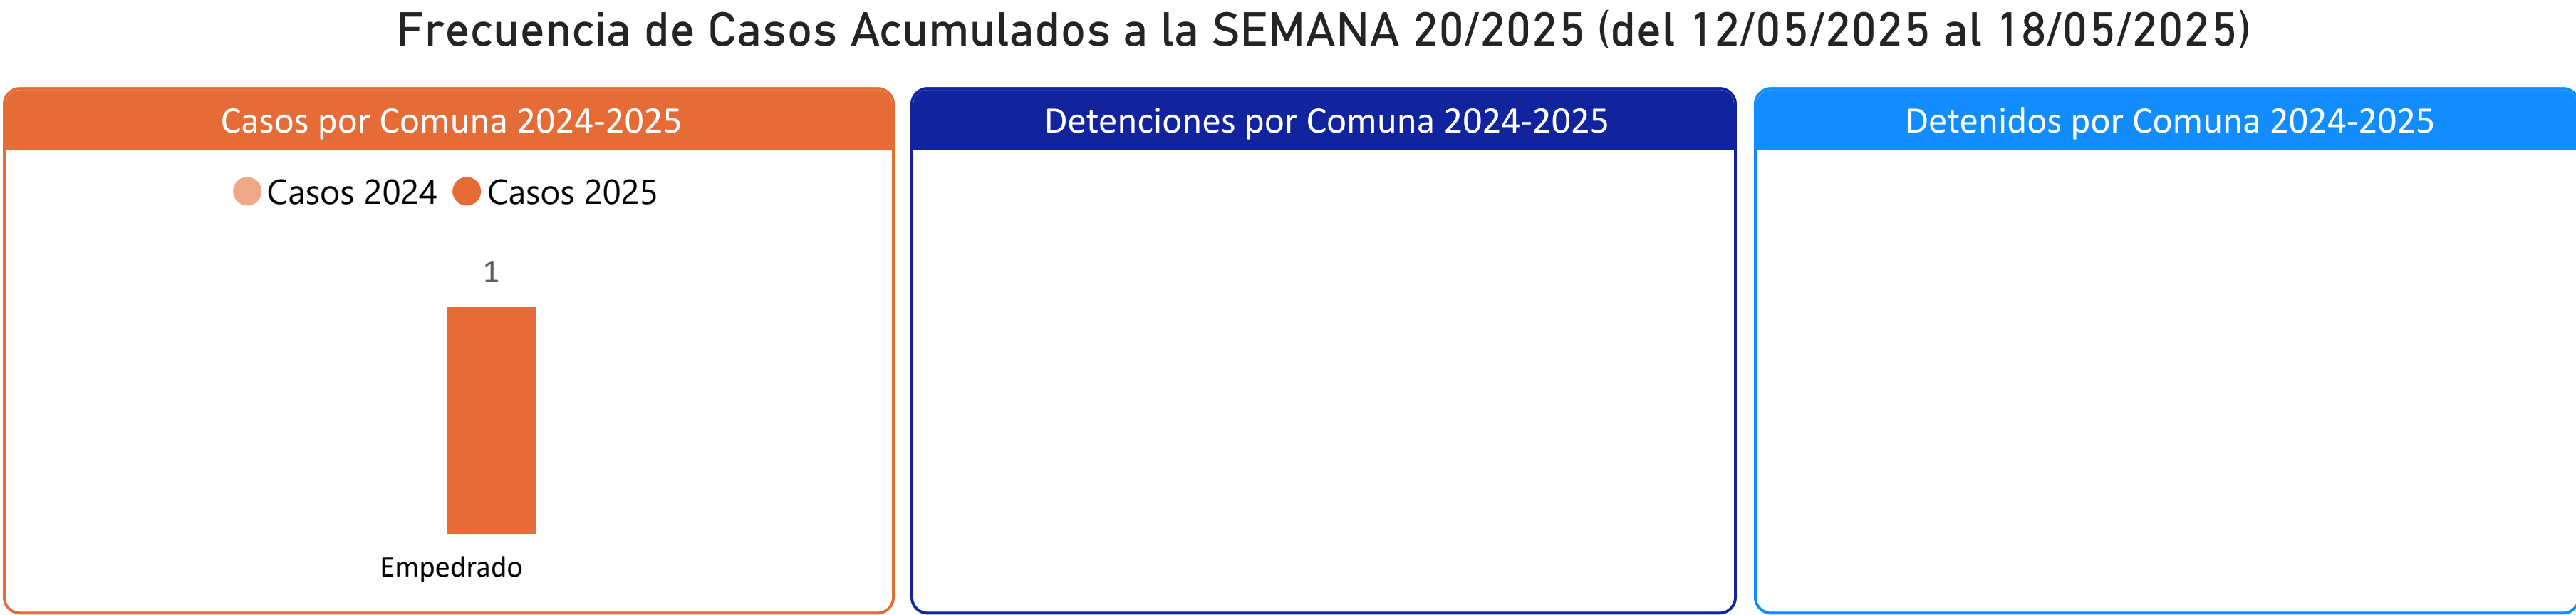 Frecuencia de Casos Acumulados a la SEMANA 20/2025 (del 12/05/2025 al 18/05/2025)
Casos por Comuna 2024-2025
Casos 2024 Casos 2025
1
Empedrado
Detenciones por Comuna 2024-2025
Detenidos por Comuna 2024-2025